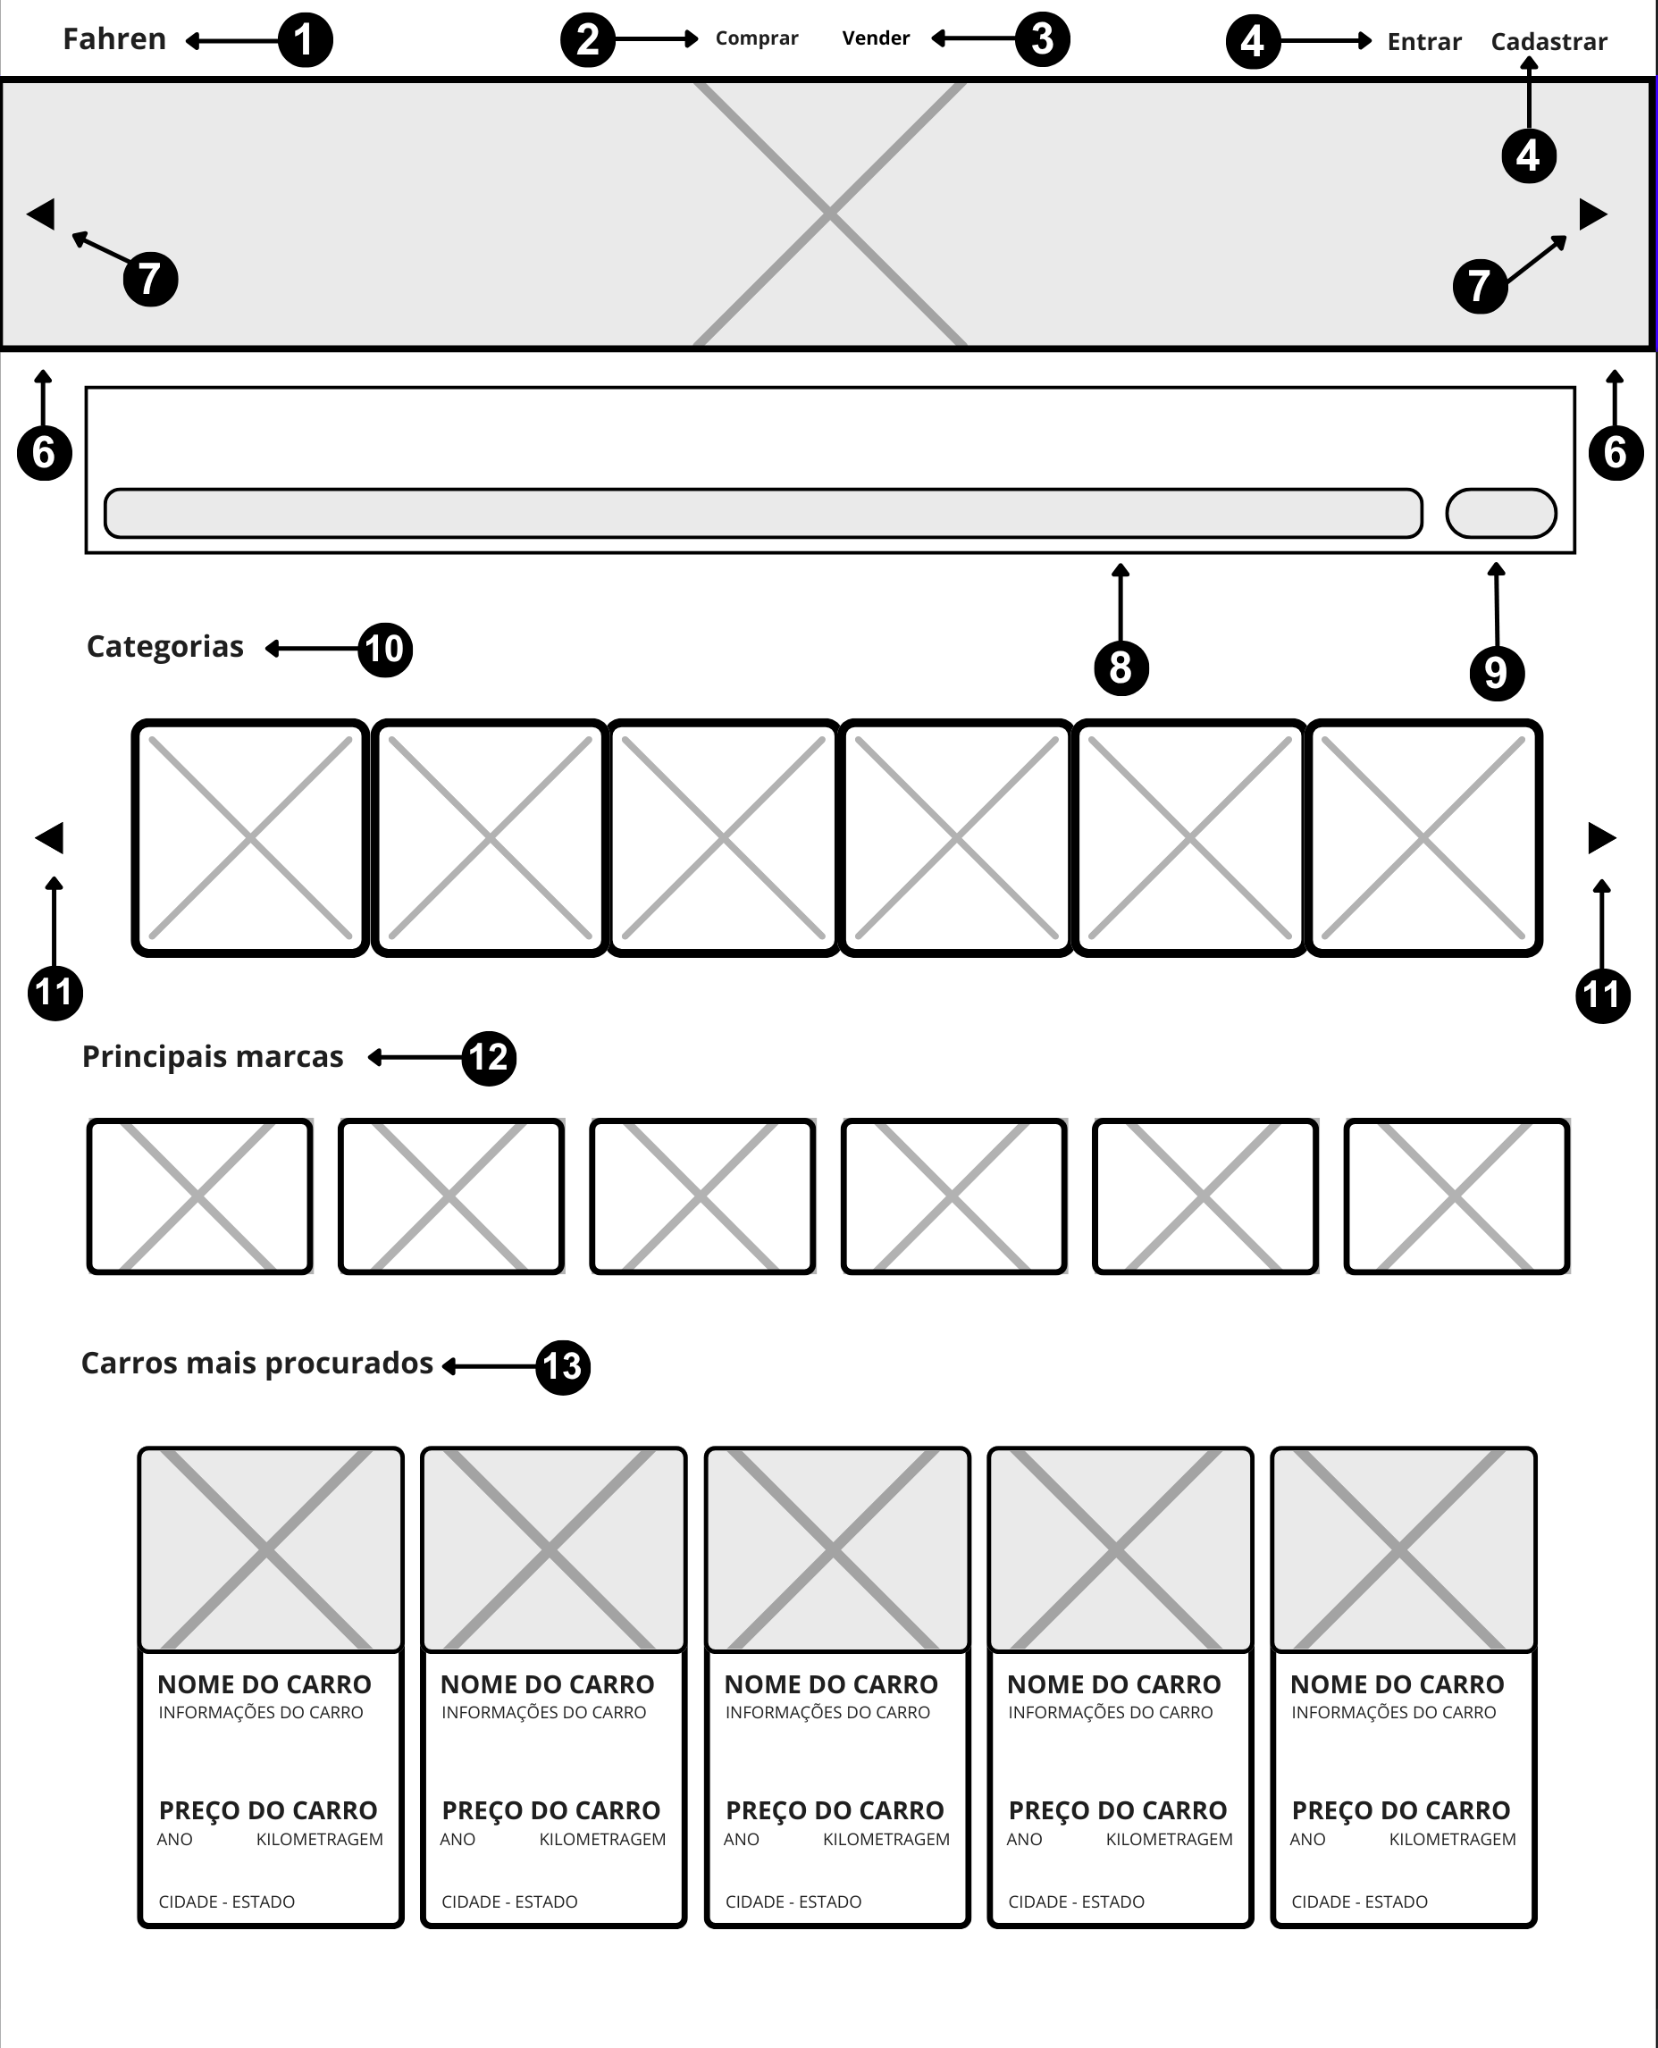 Fahren 1 2 Comprar Vender 3 4 Entrar Cadastrar
4
7 7
6 6
8 9
Categorias 10
11 11
Principais marcas 12
Carros mais procurados 13
NOME DO CARRO NOME DO CARRO NOME DO CARRO NOME DO CARRO NOME DO CARRO
INFORMAÇÕES DO CARRO INFORMAÇÕES DO CARRO INFORMAÇÕES DO CARRO INFORMAÇÕES DO CARRO INFORMAÇÕES DO CARRO
PREÇO DO CARRO PREÇO DO CARRO PREÇO DO CARRO PREÇO DO CARRO PREÇO DO CARRO
ANO KILOMETRAGEM ANO KILOMETRAGEM ANO KILOMETRAGEM ANO KILOMETRAGEM ANO KILOMETRAGEM
CIDADE - ESTADO CIDADE - ESTADO CIDADE - ESTADO CIDADE - ESTADO CIDADE - ESTADO